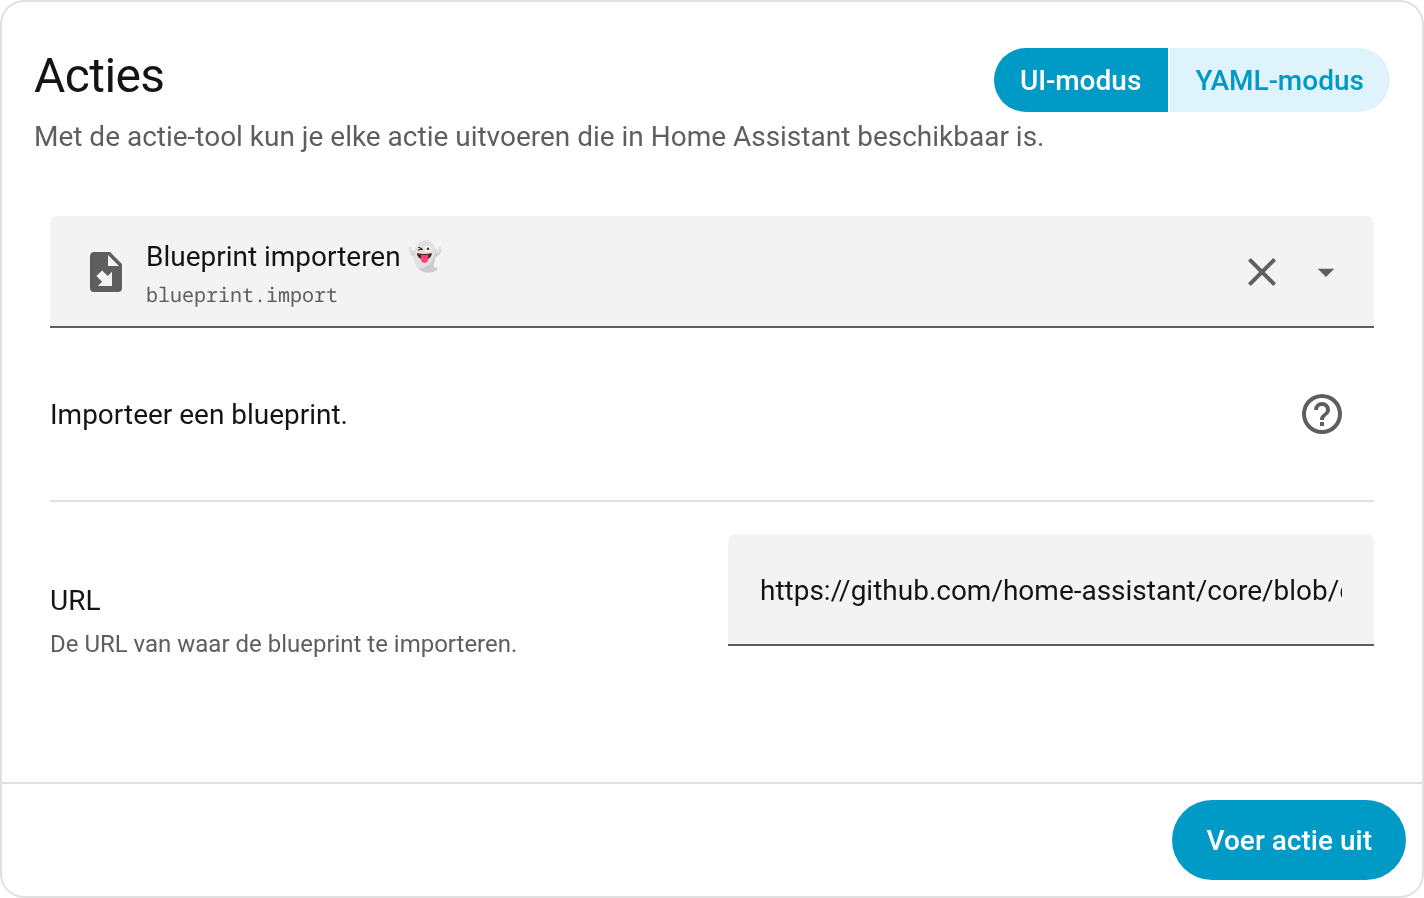 Acties
UI-modus
YAML-modus
Met de actie-tool kun je elke actie uitvoeren die in Home Assistant beschikbaar is.
Blueprint importeren 👻
blueprint.import
Importeer een blueprint.
URL
De URL van waar de blueprint te importeren.
https://github.com/home-assistant/core/blob/
Voer actie uit